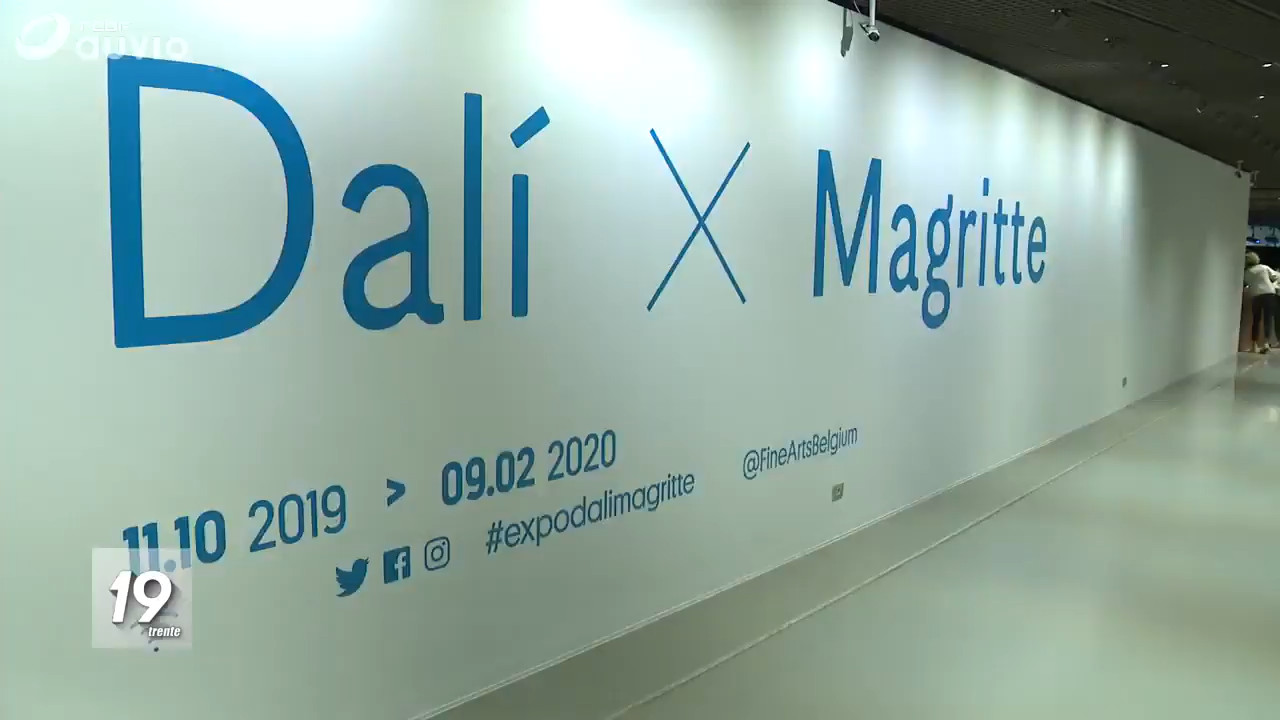 auvio
Dalí X Magritte
11.10 2019 > 09.02 2020
#expodalimagritte
@FineArtsBelgium
19
trente